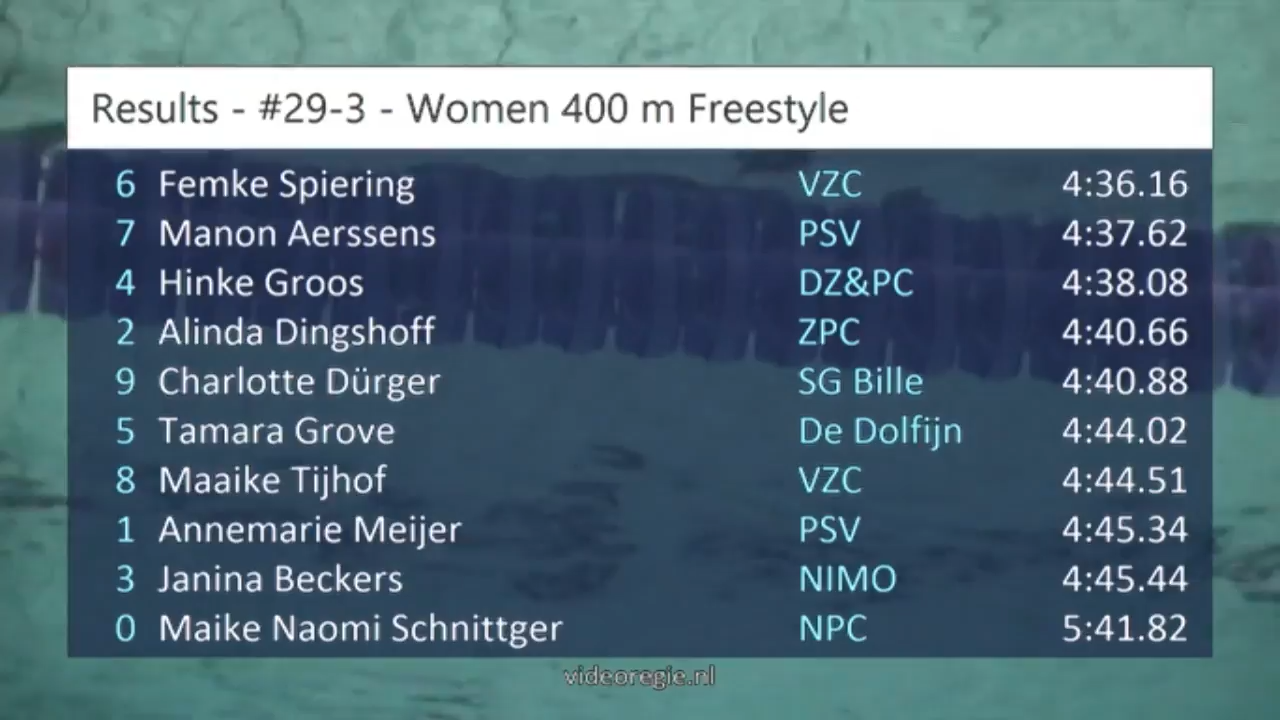 Results - #29-3 - Women 400 m Freestyle
6 Femke Spiering VZC 4:36.16
7 Manon Aerssens PSV 4:37.62
4 Hinke Groos DZ&PC 4:38.08
2 Alinda Dingshoff ZPC 4:40.66
9 Charlotte Dürger SG Bille 4:40.88
5 Tamara Grove De Dolfijn 4:44.02
8 Maaike Tijhof VZC 4:44.51
1 Annemarie Meijer PSV 4:45.34
3 Janina Beckers NIMO 4:45.44
0 Maike Naomi Schnittger NPC 5:41.82
videoregie.nl